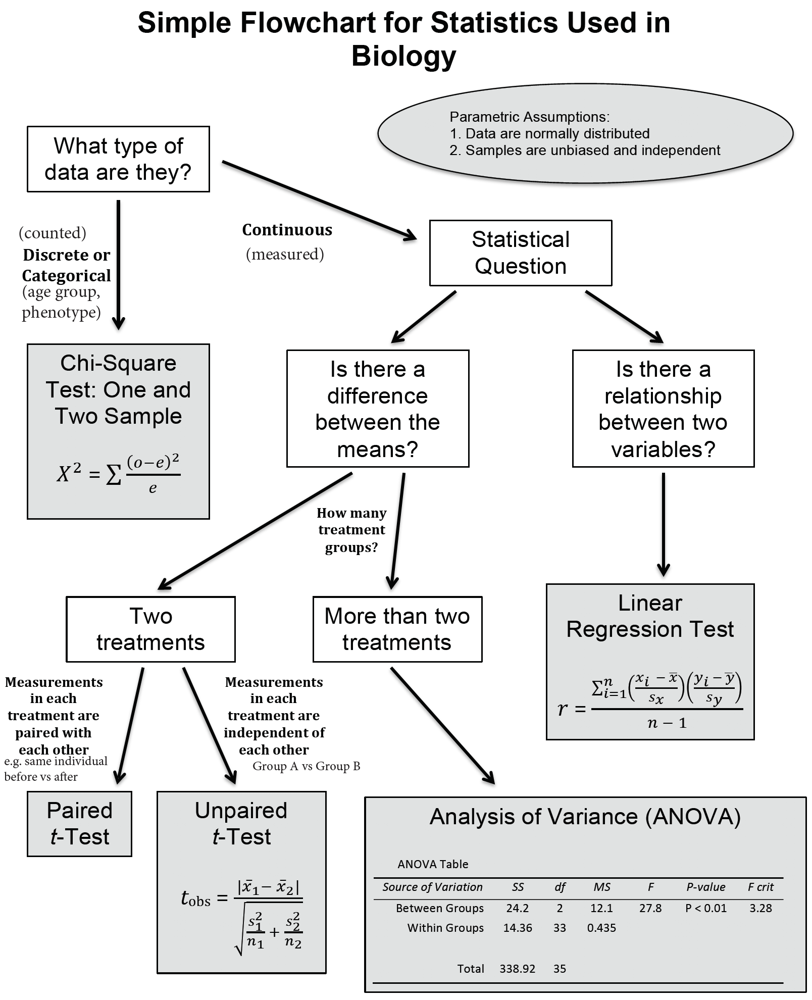 Simple Flowchart for Statistics Used in
Biology
Parametric Assumptions:
1. Data are normally distributed
2. Samples are unbiased and independent
What type of
data are they?
(counted)
Discrete or
Categorical
(age group,
phenotype)
Continuous
(measured)
Statistical
Question
Chi-Square
Test: One and
Two Sample
X² = ∑ (o−e)² / e
Is there a
difference
between the
means?
Is there a
relationship
between two
variables?
How many
treatment
groups?
Two
treatments
More than two
treatments
Linear
Regression Test
r = ∑ⁿᵢ₌₁ ((xᵢ − x̅)/sₓ)((yᵢ − y̅)/s_y) / (n − 1)
Measurements
in each
treatment are
paired with
each other
e.g. same individual
before vs after
Measurements
in each
treatment are
independent of
each other
Group A vs Group B
Paired
t-Test
Unpaired
t-Test
t_obs = |x̄₁ − x̄₂| / √(s₁²/n₁ + s₂²/n₂)
Analysis of Variance (ANOVA)
ANOVA Table
Source of Variation SS df MS F P-value F crit
Between Groups 24.2 2 12.1 27.8 P < 0.01 3.28
Within Groups 14.36 33 0.435
Total 338.92 35